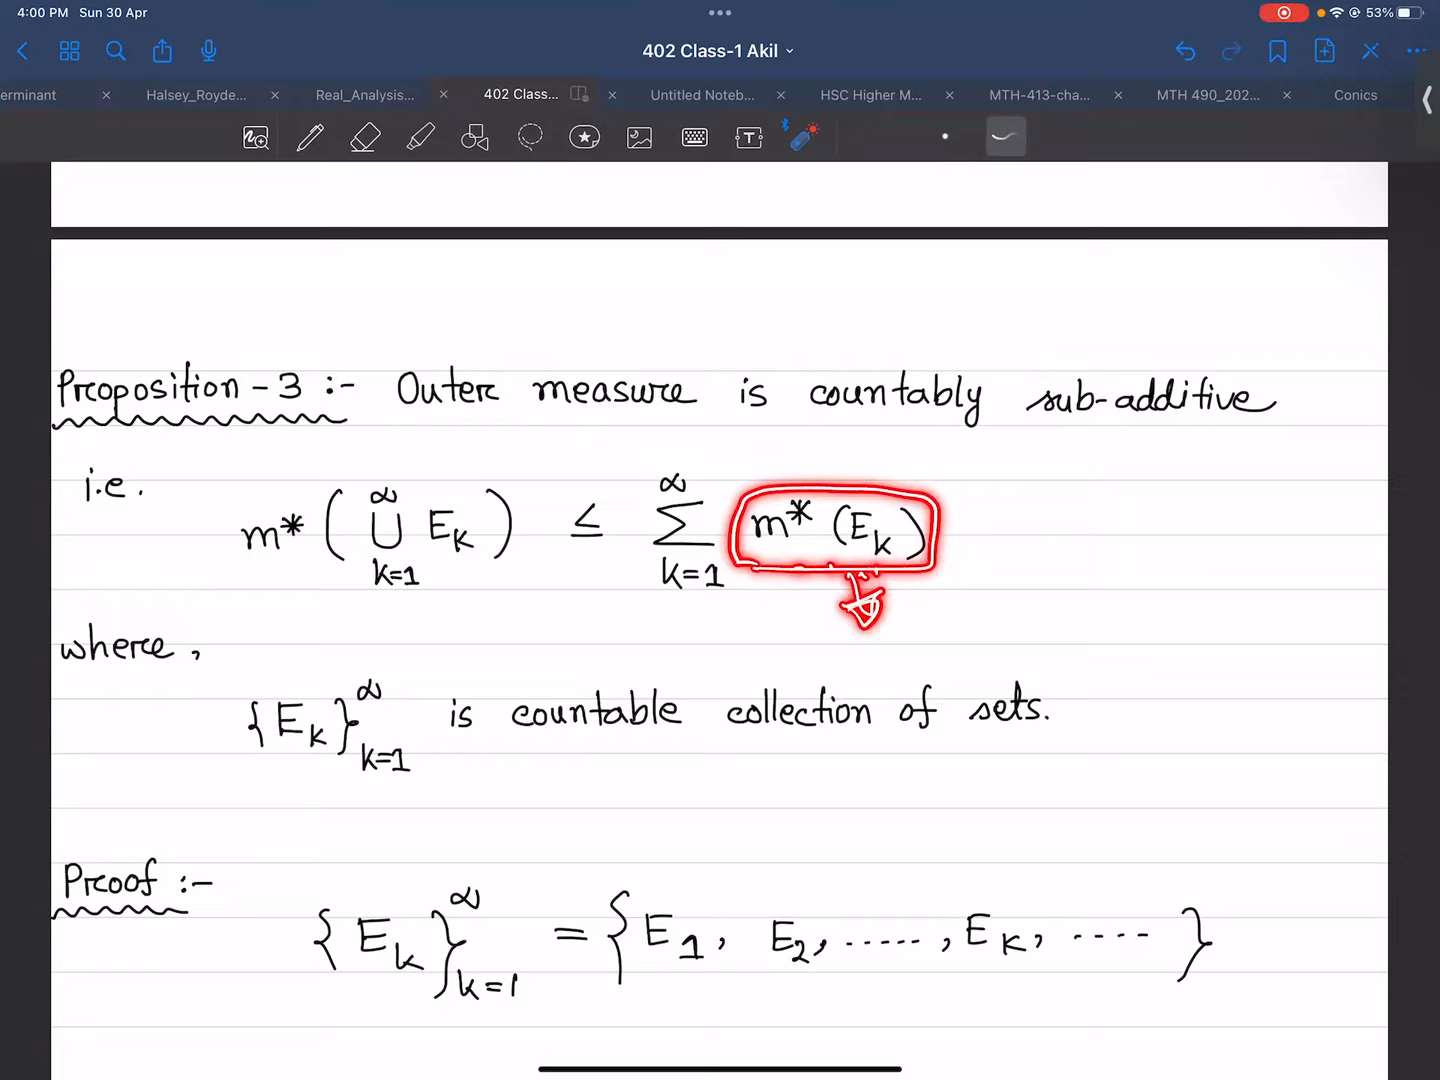 4:00 PM Sun 30 Apr
53%
402 Class-1 Akil
erminant
Halsey_Royde...
Real_Analysis...
402 Class...
Untitled Noteb...
HSC Higher M...
MTH-413-cha...
MTH 490_202...
Conics
Proposition - 3 :- Outer measure is countably sub-additive
i.e.
m* ( ∞ ∪ k=1 E_k ) ≤ ∞ ∑ k=1 m* (E_k)
where,
{E_k}^∞_{k=1} is countable collection of sets.
Proof :-
{E_k}^∞_{k=1} = {E_1, E_2, ....., E_k, .... }